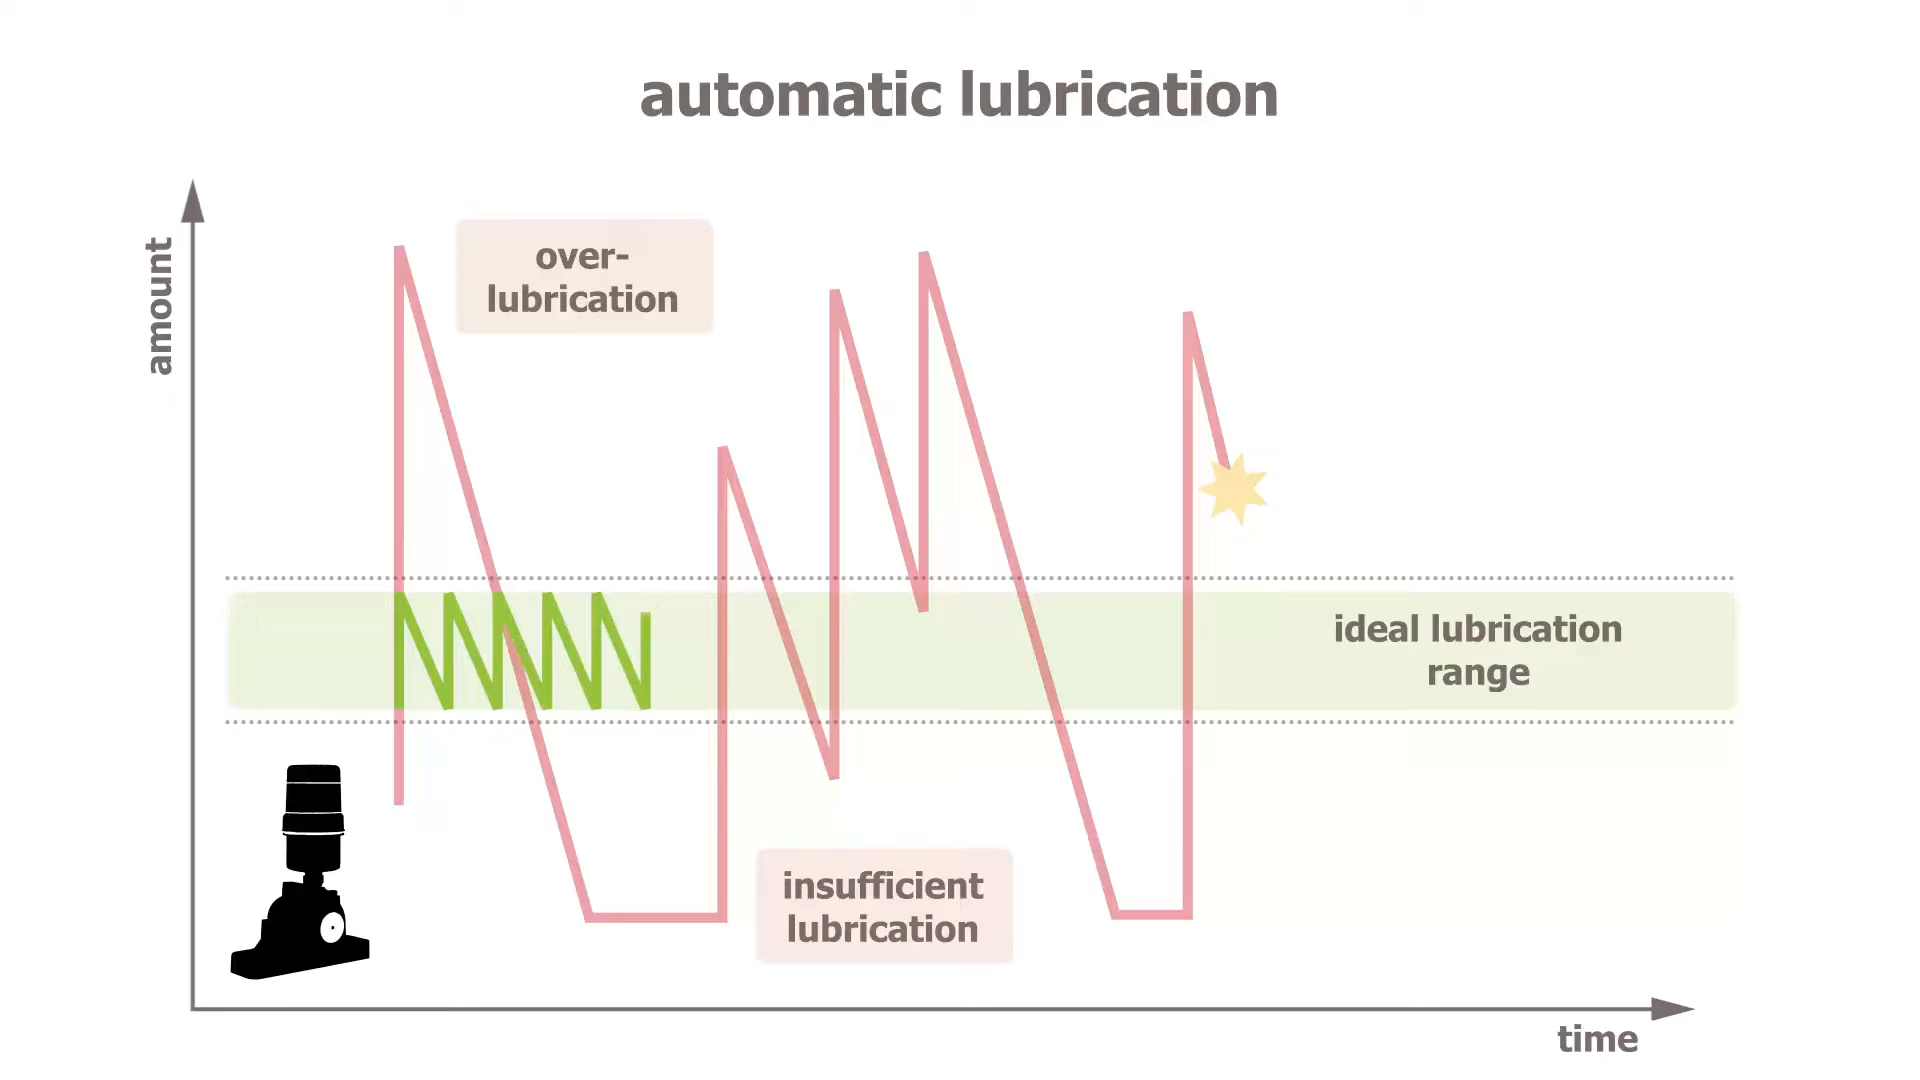 automatic lubrication
amount
over-
lubrication
ideal lubrication
range
insufficient
lubrication
time